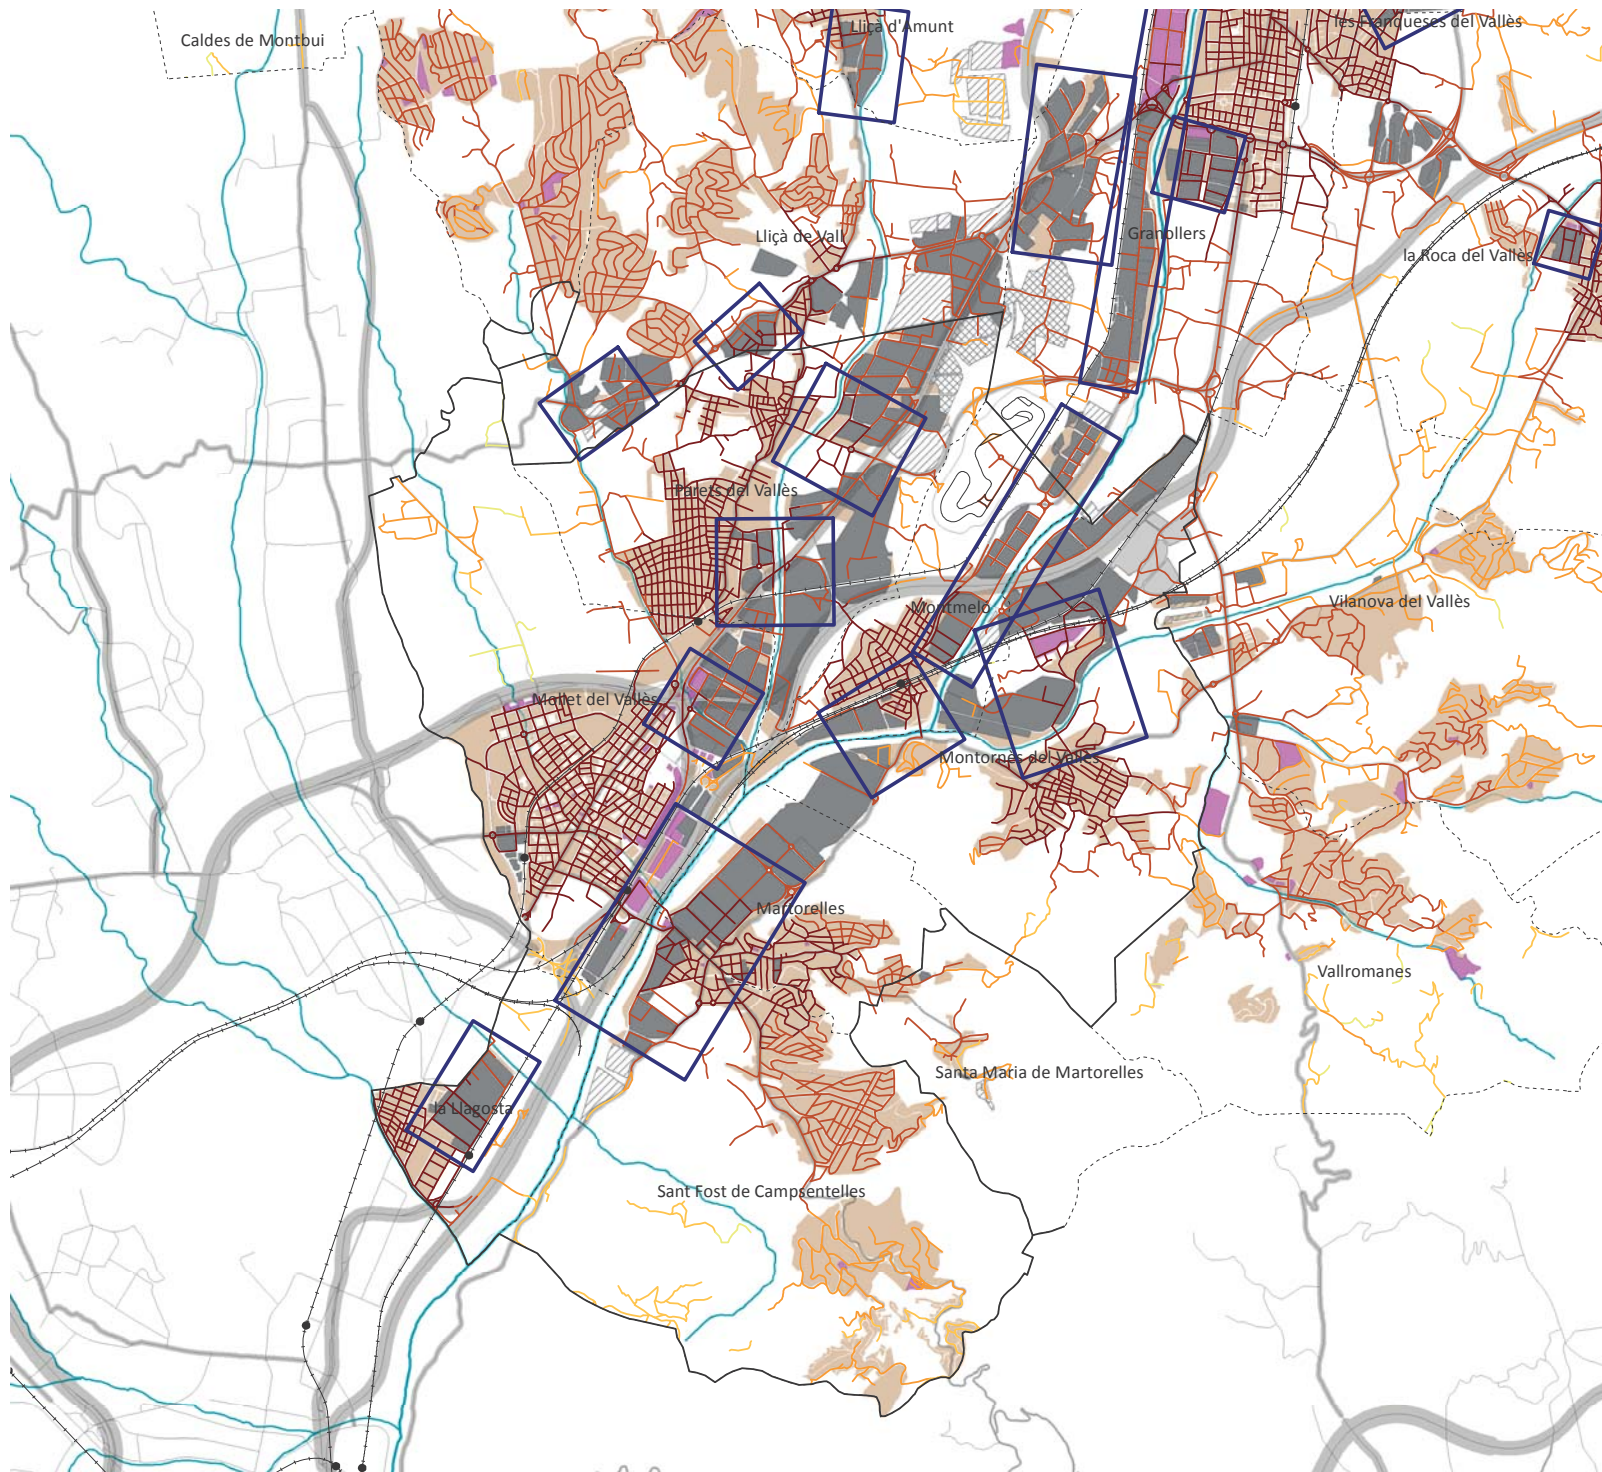 les Franqueses del Vallès
Lliçà d'Amunt
Caldes de Montbui
Granollers
Lliçà de Vall
la Roca del Vallès
Parets del Vallès
Vilanova del Vallès
Montmeló
Mollet del Vallès
Montornès del Vallès
Martorelles
Vallromanes
Santa Maria de Martorelles
la Llagosta
Sant Fost de Campsentelles